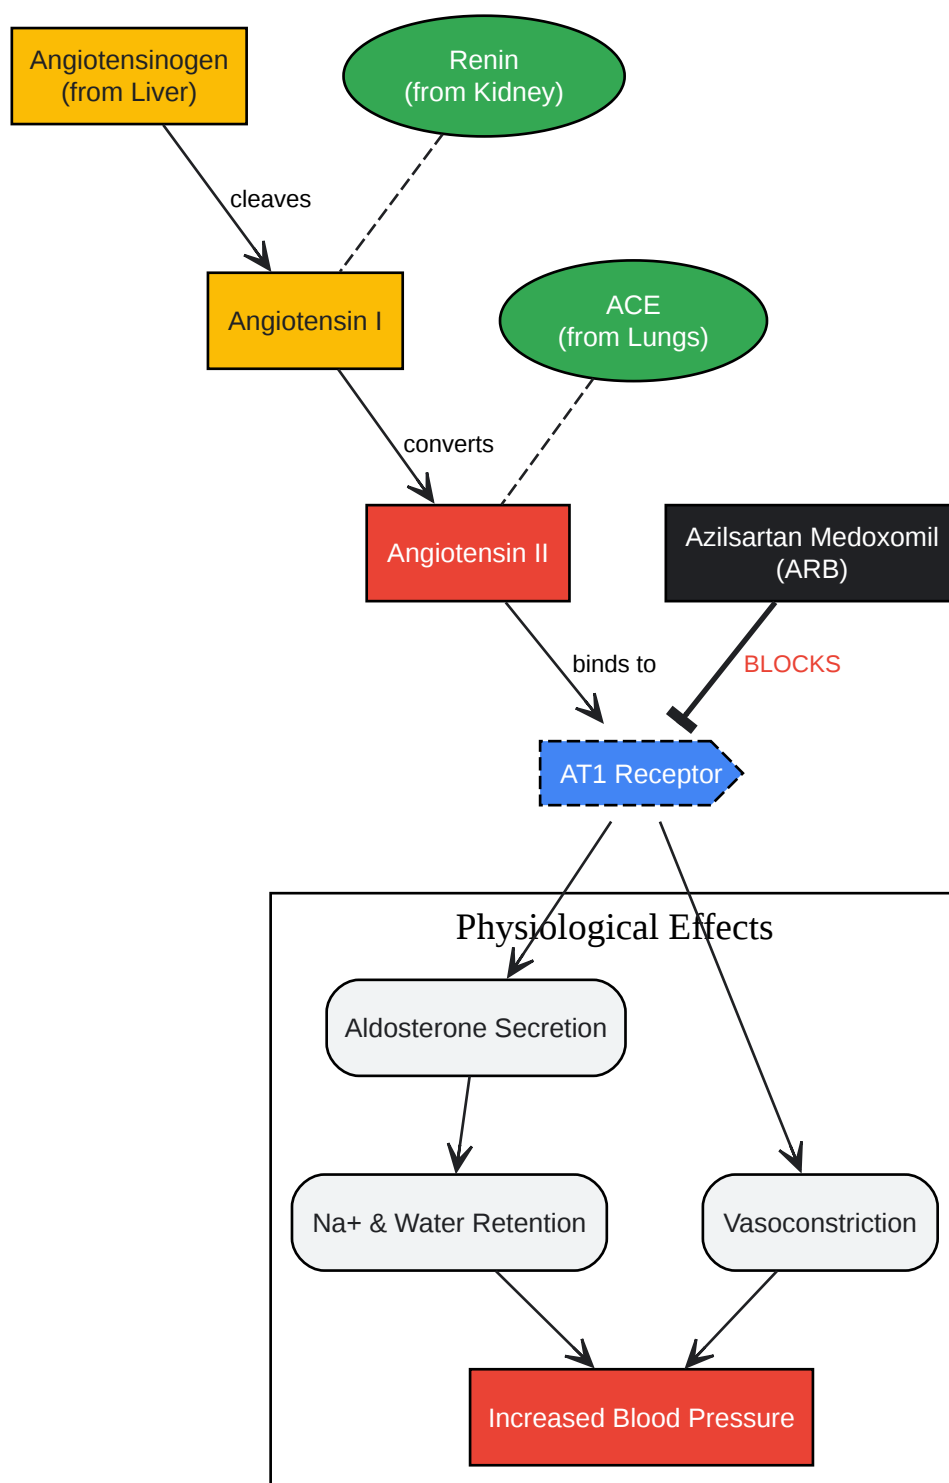 Angiotensinogen
(from Liver)
Renin
(from Kidney)
cleaves
Angiotensin I
ACE
(from Lungs)
converts
Angiotensin II
Azilsartan Medoxomil
(ARB)
binds to
BLOCKS
AT1 Receptor
Physiological Effects
Aldosterone Secretion
Na+ & Water Retention
Vasoconstriction
Increased Blood Pressure